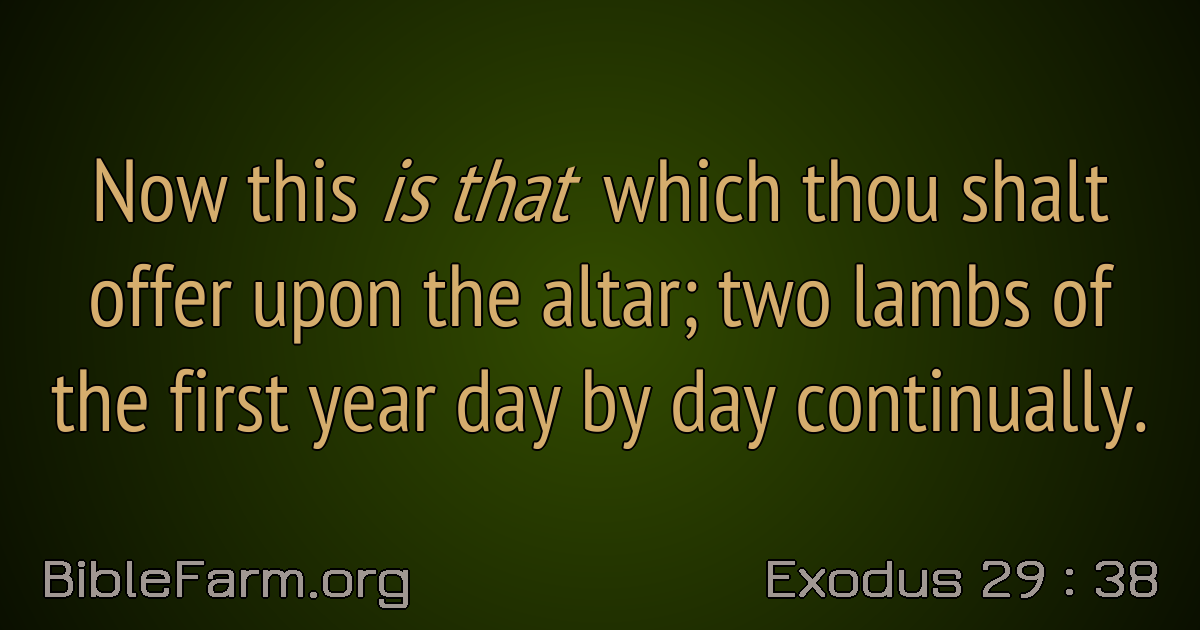 Now this is that which thou shalt
offer upon the altar; two lambs of
the first year day by day continually.
BibleFarm.org
Exodus 29 : 38